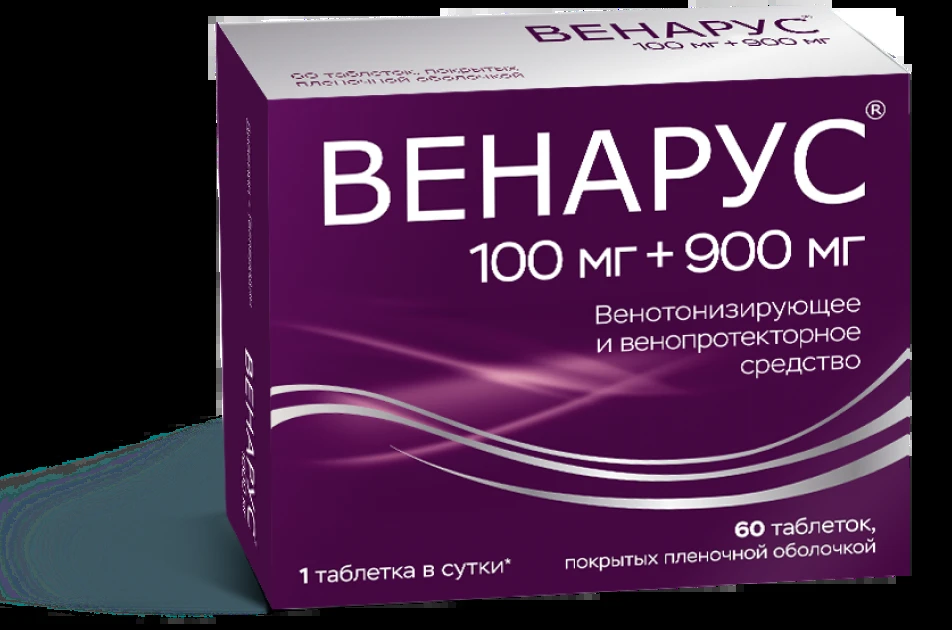 ВЕНАРУС®
100 мг + 900 мг
60 таблеток, покрытых
пленочной оболочкой
ВЕНАРУС®
100 мг + 900 мг
Венотонизирующее
и венопротекторное
средство
60 таблеток,
покрытых пленочной оболочкой
1 таблетка в сутки*
ВЕНАРУС